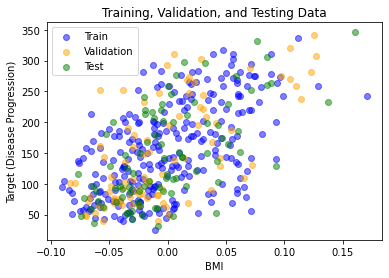 Training, Validation, and Testing Data
Train
Validation
Test
Target (Disease Progression)
350
300
250
200
150
100
50
−0.10
−0.05
0.00
0.05
0.10
0.15
BMI